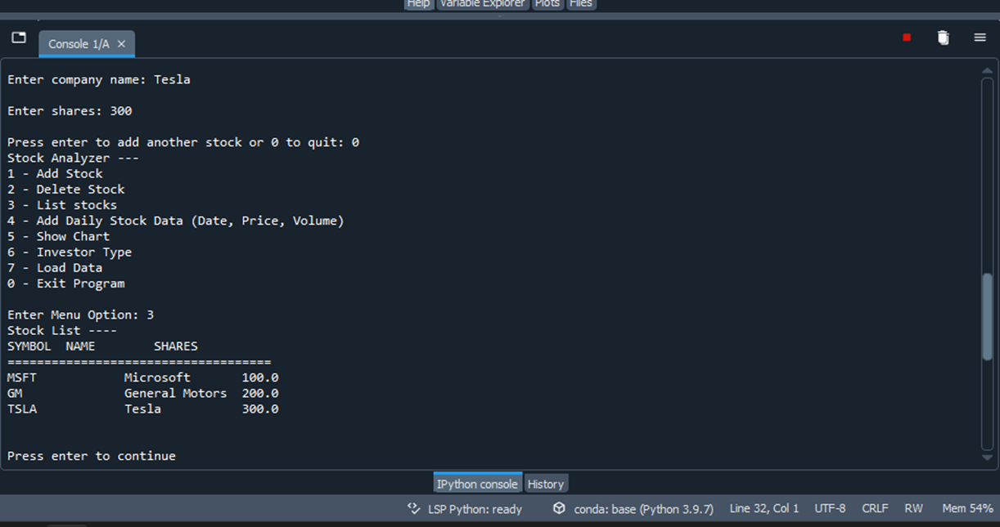 Help Variable Explorer Plots Files
Console 1/A ×
Enter company name: Tesla
Enter shares: 300
Press enter to add another stock or 0 to quit: 0
Stock Analyzer ---
1 - Add Stock
2 - Delete Stock
3 - List stocks
4 - Add Daily Stock Data (Date, Price, Volume)
5 - Show Chart
6 - Investor Type
7 - Load Data
0 - Exit Program
Enter Menu Option: 3
Stock List ----
SYMBOL  NAME        SHARES
====================================
MSFT            Microsoft       100.0
GM              General Motors  200.0
TSLA            Tesla           300.0
Press enter to continue
IPython console History
LSP Python: ready conda: base (Python 3.9.7) Line 32, Col 1 UTF-8 CRLF RW Mem 54%